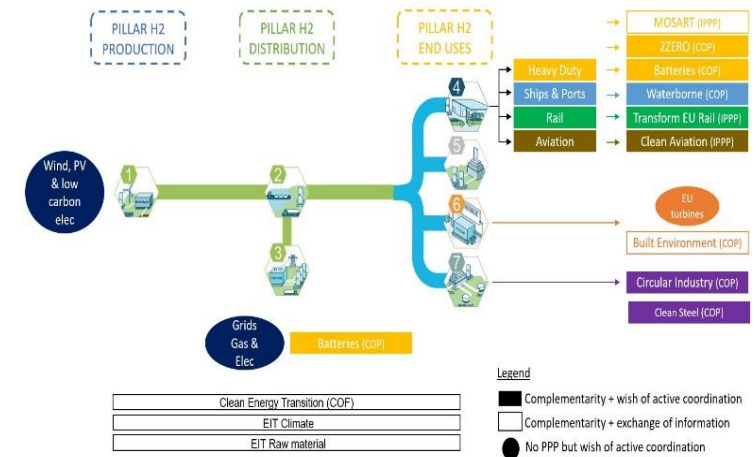 PILLAR H2
PRODUCTION
PILLAR H2
DISTRIBUTION
PILLAR H2
END USES
MOSART (IPPP)
2ZERO (COP)
4
Heavy Duty
Batteries (COP)
Ships & Ports
Waterborne (COP)
Rail
Transform EU Rail (IPPP)
Aviation
Clean Aviation (IPPP)
5
Wind, PV
& low
carbon
elec
1
2
6
EU
turbines
Built Environment (COP)
3
7
Circular Industry (COP)
Clean Steel (COP)
Grids
Gas &
Elec
Batteries (COP)
Legend
Complementarity + wish of active coordination
Complementarity + exchange of information
No PPP but wish of active coordination
Clean Energy Transition (COF)
EIT Climate
EIT Raw material